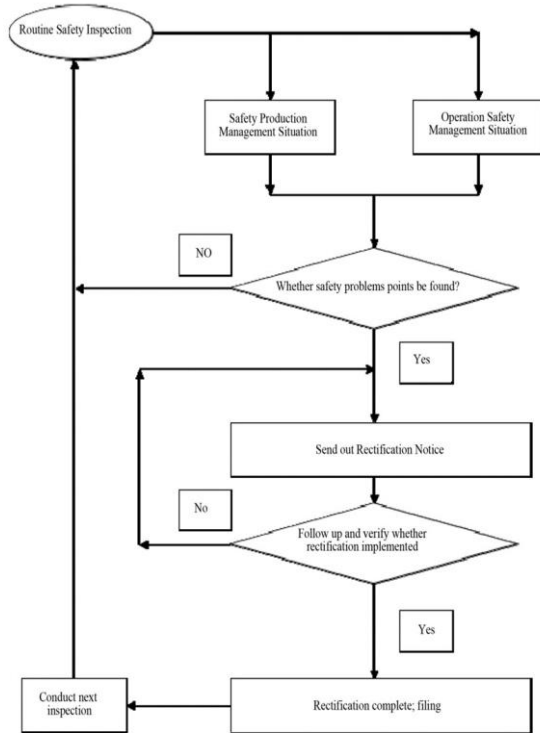 Routine Safety Inspection
Safety Production
Management Situation
Operation Safety
Management Situation
NO
Whether safety problems points be found?
Yes
Send out Rectification Notice
No
Follow up and verify whether
rectification implemented
Yes
Conduct next
inspection
Rectification complete; filing